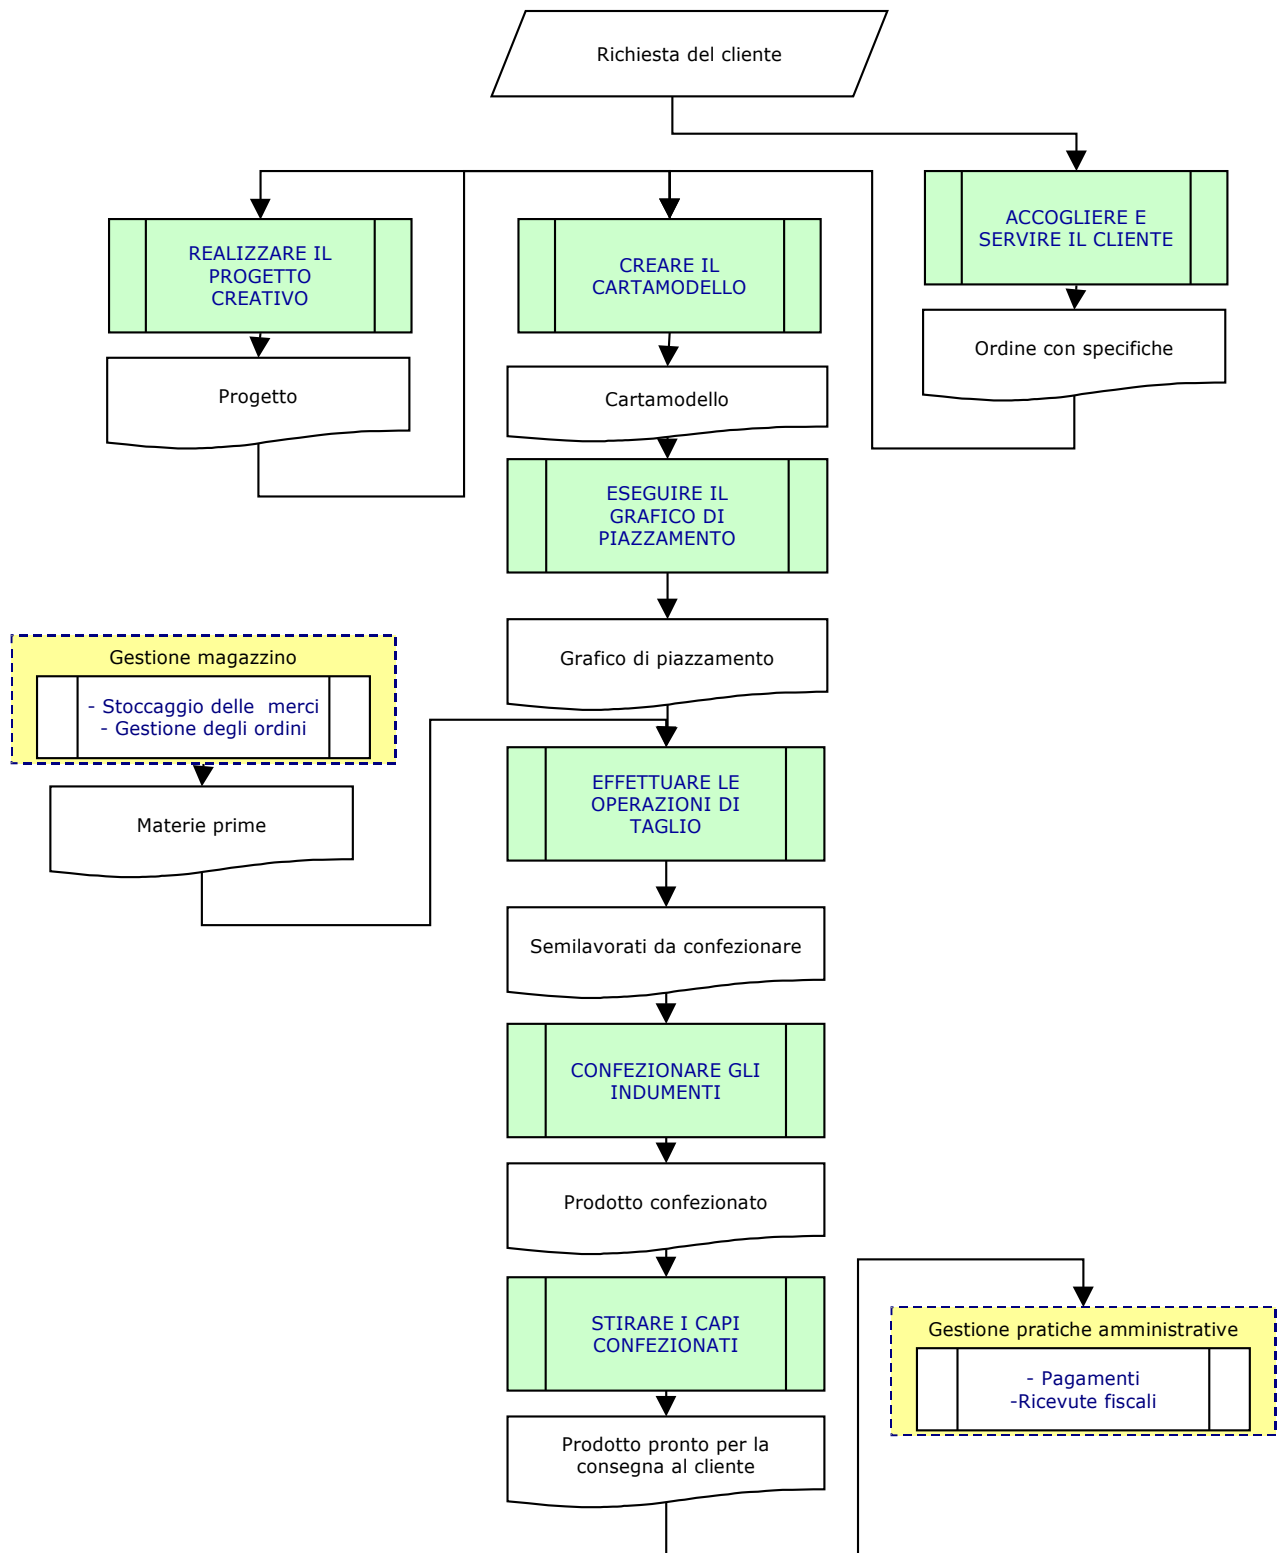 Richiesta del cliente
ACCOGLIERE E
SERVIRE IL CLIENTE
REALIZZARE IL
PROGETTO
CREATIVO
CREARE IL
CARTAMODELLO
Ordine con specifiche
Progetto
Cartamodello
ESEGUIRE IL
GRAFICO DI
PIAZZAMENTO
Grafico di piazzamento
Gestione magazzino
- Stoccaggio delle  merci
- Gestione degli ordini
Materie prime
EFFETTUARE LE
OPERAZIONI DI
TAGLIO
Semilavorati da confezionare
CONFEZIONARE GLI
INDUMENTI
Prodotto confezionato
STIRARE I CAPI
CONFEZIONATI
Gestione pratiche amministrative
- Pagamenti
-Ricevute fiscali
Prodotto pronto per la
consegna al cliente